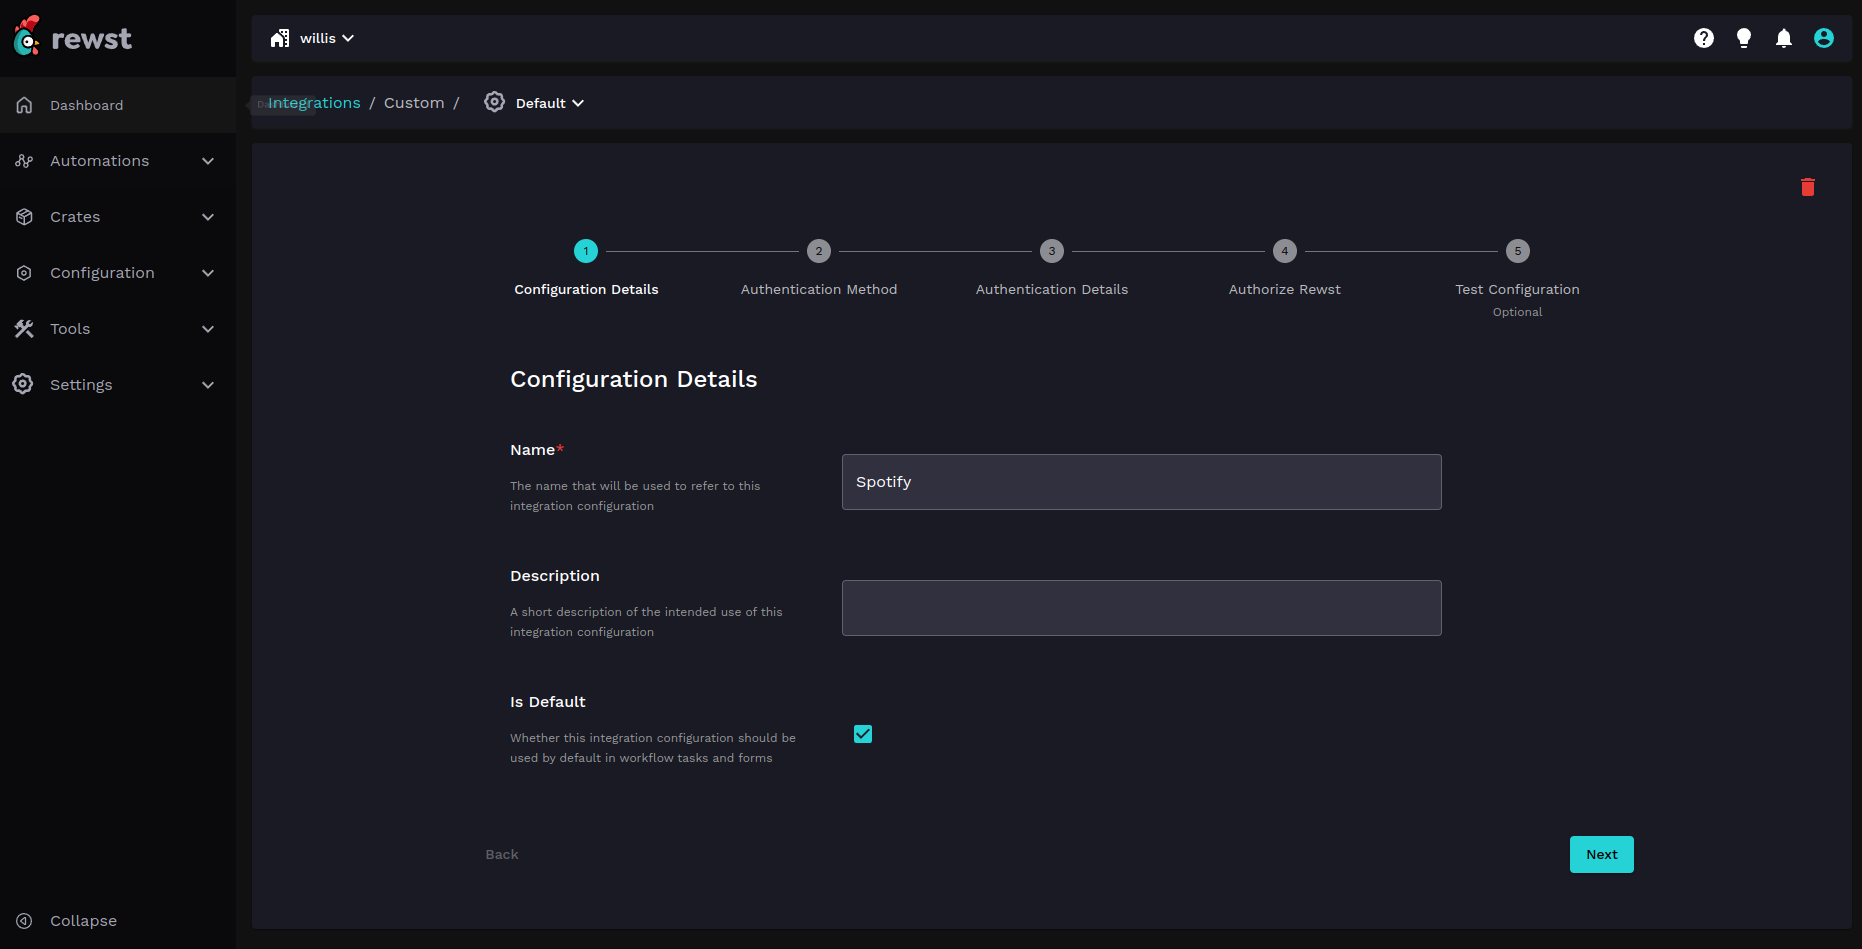 rewst
willis
Dashboard
Integrations / Custom / Default
Automations
Crates
Configuration
Tools
Settings
1 2 3 4 5
Configuration Details Authentication Method Authentication Details Authorize Rewst Test Configuration
Optional
Configuration Details
Name*
The name that will be used to refer to this
integration configuration
Spotify
Description
A short description of the intended use of this
integration configuration
Is Default
Whether this integration configuration should be
used by default in workflow tasks and forms
Back
Next
Collapse